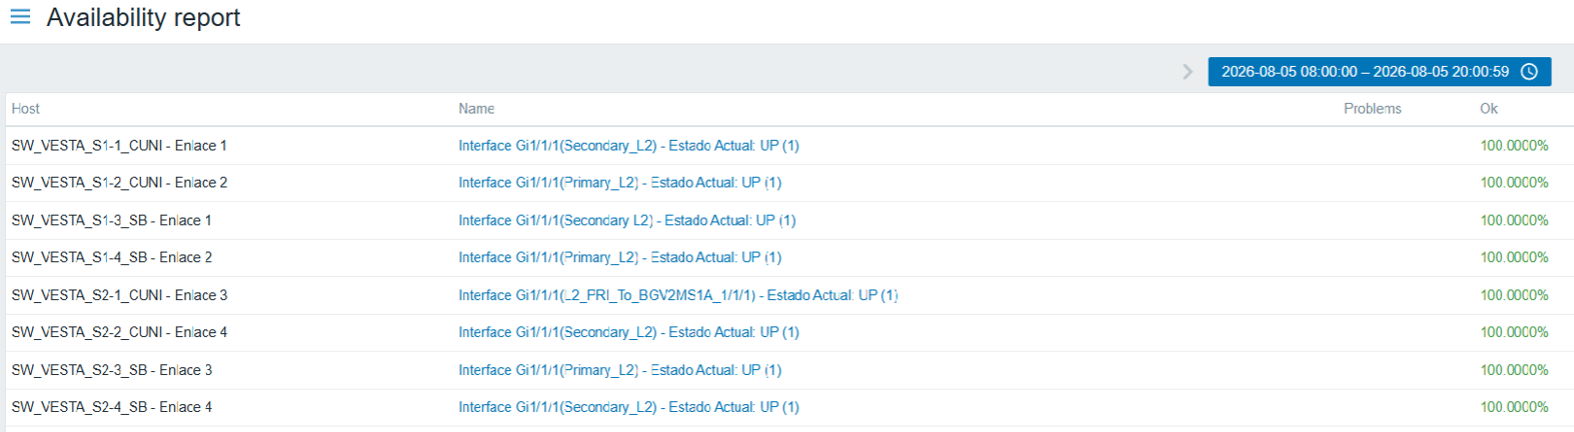 Availability report
2026-08-05 08:00:00 – 2026-08-05 20:00:59
Host Name Problems Ok
SW_VESTA_S1-1_CUNI - Enlace 1 Interface Gi1/1/1(Secondary_L2) - Estado Actual: UP (1) 100.0000%
SW_VESTA_S1-2_CUNI - Enlace 2 Interface Gi1/1/1(Primary_L2) - Estado Actual: UP (1) 100.0000%
SW_VESTA_S1-3_SB - Enlace 1 Interface Gi1/1/1(Secondary L2) - Estado Actual: UP (1) 100.0000%
SW_VESTA_S1-4_SB - Enlace 2 Interface Gi1/1/1(Primary_L2) - Estado Actual: UP (1) 100.0000%
SW_VESTA_S2-1_CUNI - Enlace 3 Interface Gi1/1/1(L2_PRI_To_BGV2MS1A_1/1/1) - Estado Actual: UP (1) 100.0000%
SW_VESTA_S2-2_CUNI - Enlace 4 Interface Gi1/1/1(Secondary_L2) - Estado Actual: UP (1) 100.0000%
SW_VESTA_S2-3_SB - Enlace 3 Interface Gi1/1/1(Primary_L2) - Estado Actual: UP (1) 100.0000%
SW_VESTA_S2-4_SB - Enlace 4 Interface Gi1/1/1(Secondary_L2) - Estado Actual: UP (1) 100.0000%